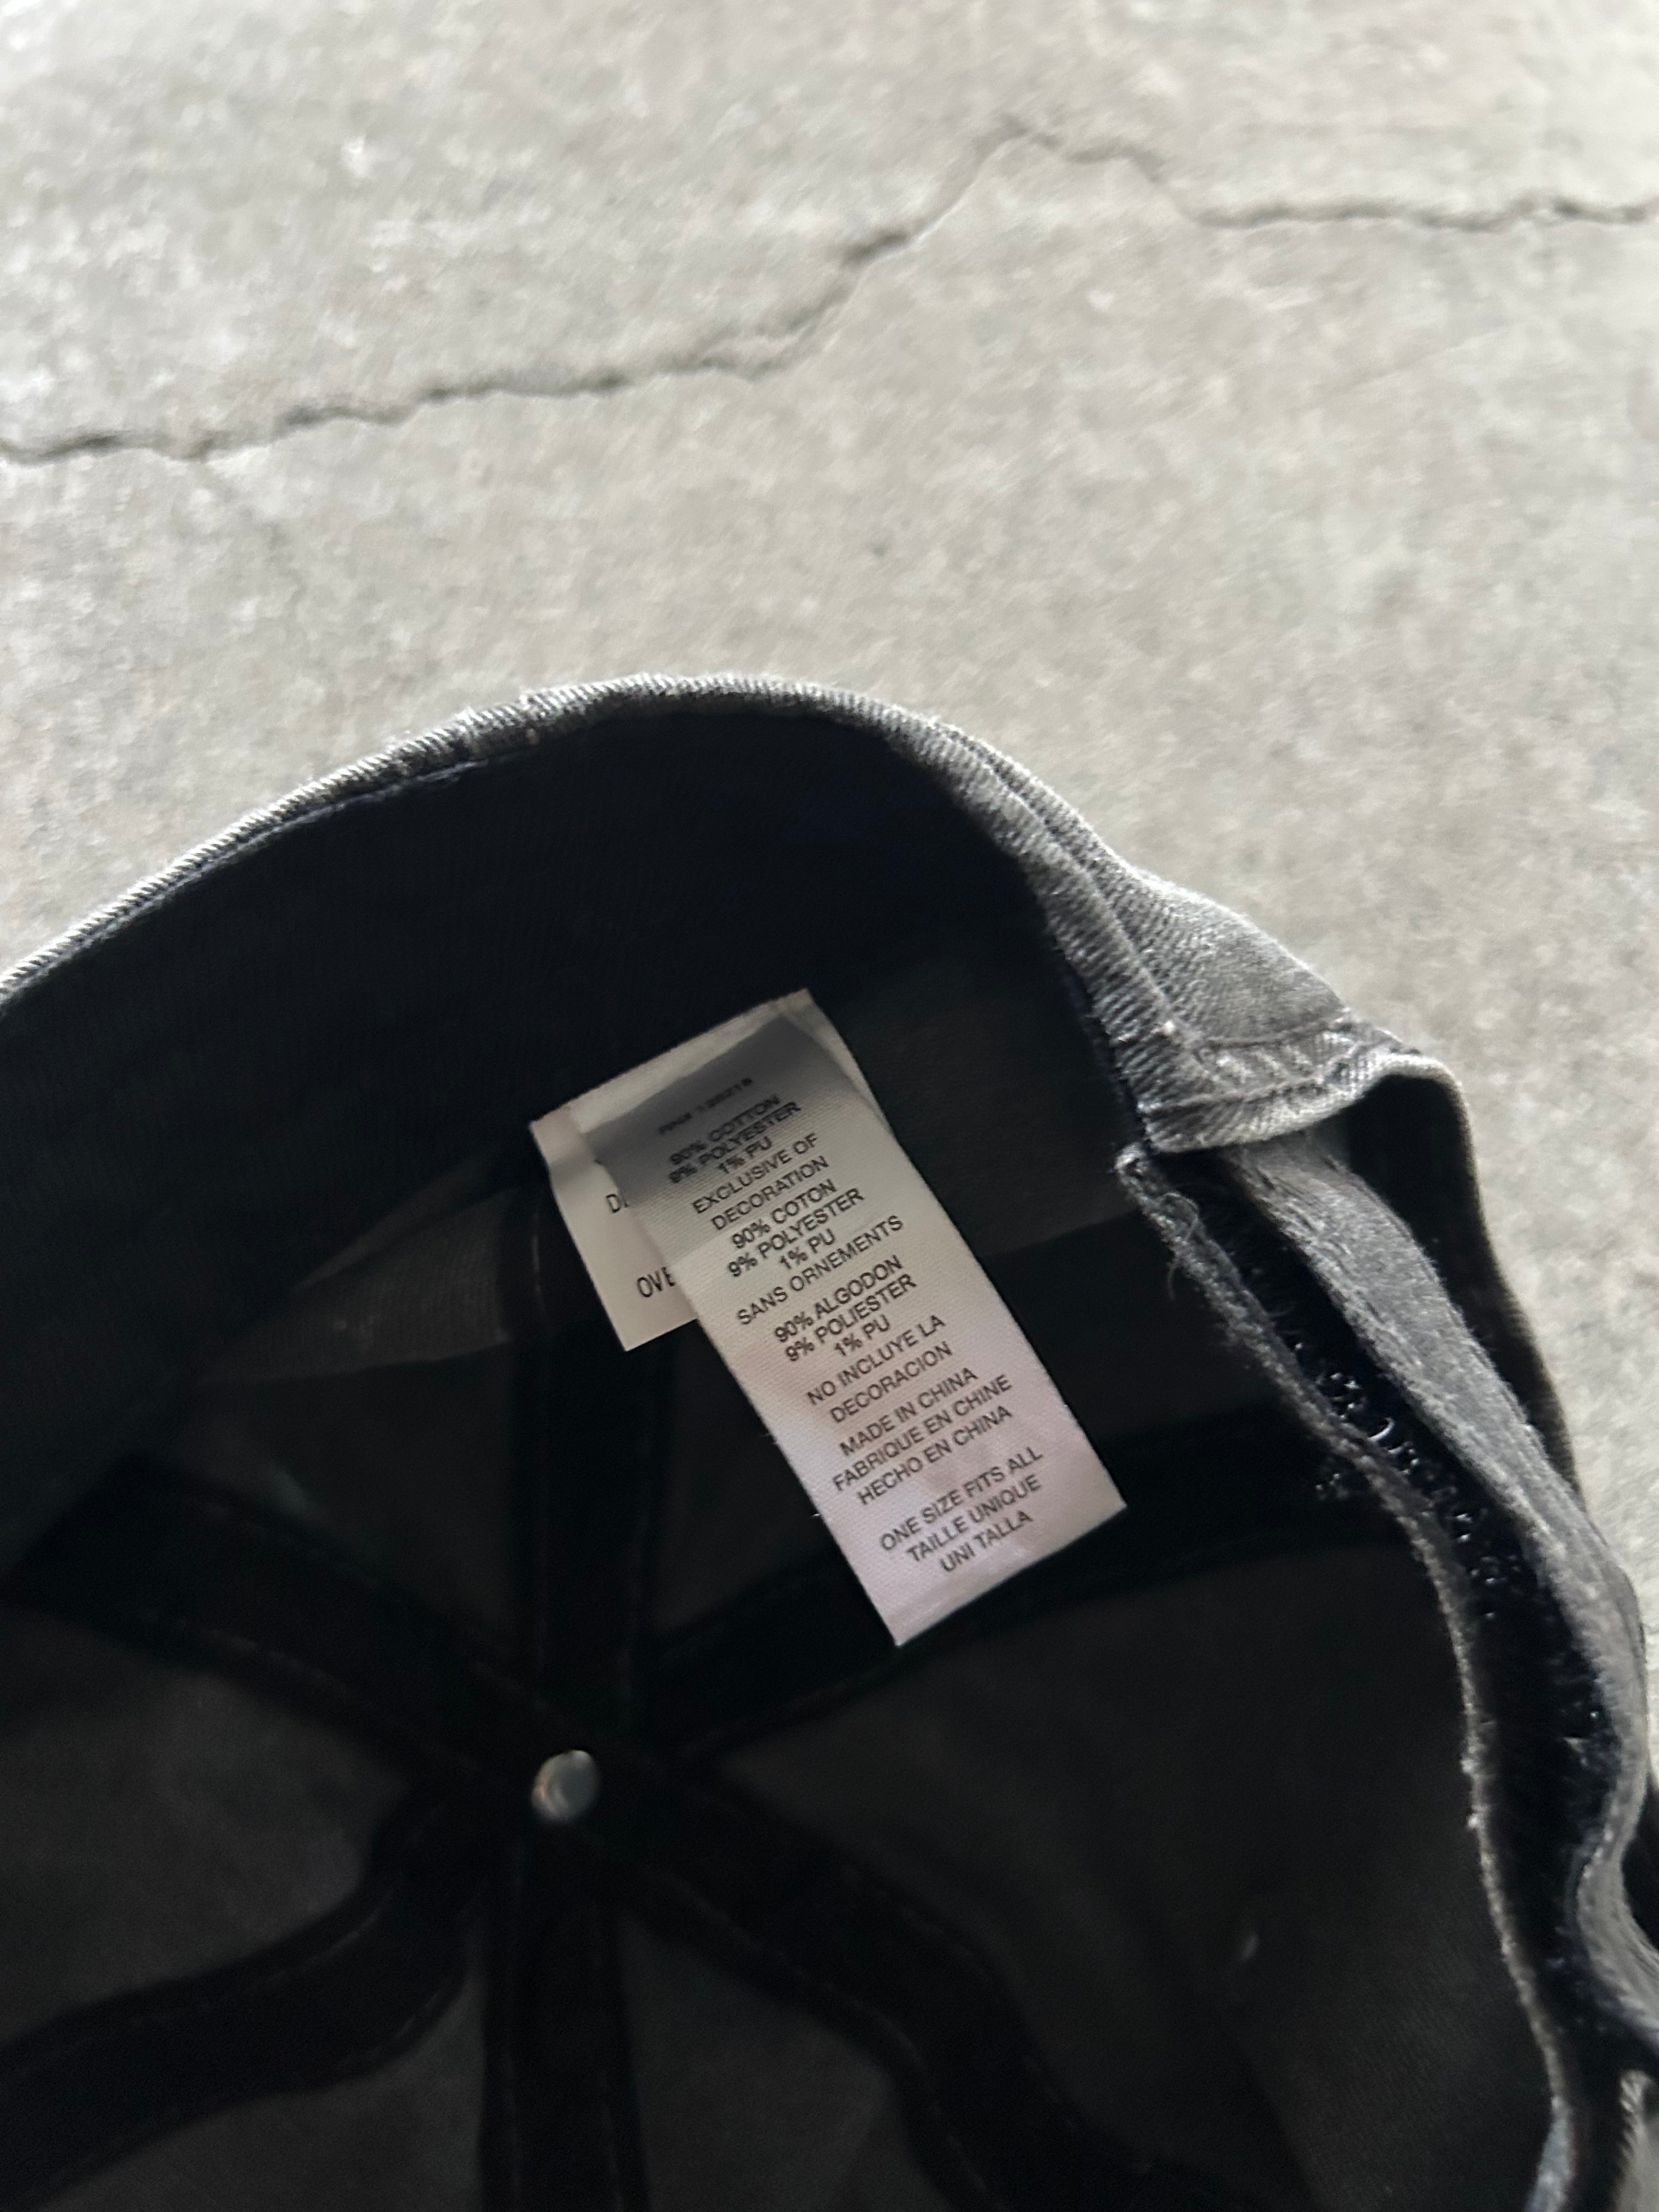 90% COTTON
9% POLYESTER
1% PU
EXCLUSIVE OF
DECORATION
90% COTON
9% POLYESTER
1% PU
SANS ORNEMENTS
90% ALGODON
9% POLIESTER
1% PU
NO INCLUYE LA
DECORACION
MADE IN CHINA
FABRIQUE EN CHINE
HECHO EN CHINA
ONE SIZE FITS ALL
TAILLE UNIQUE
UNI TALLA
OVE